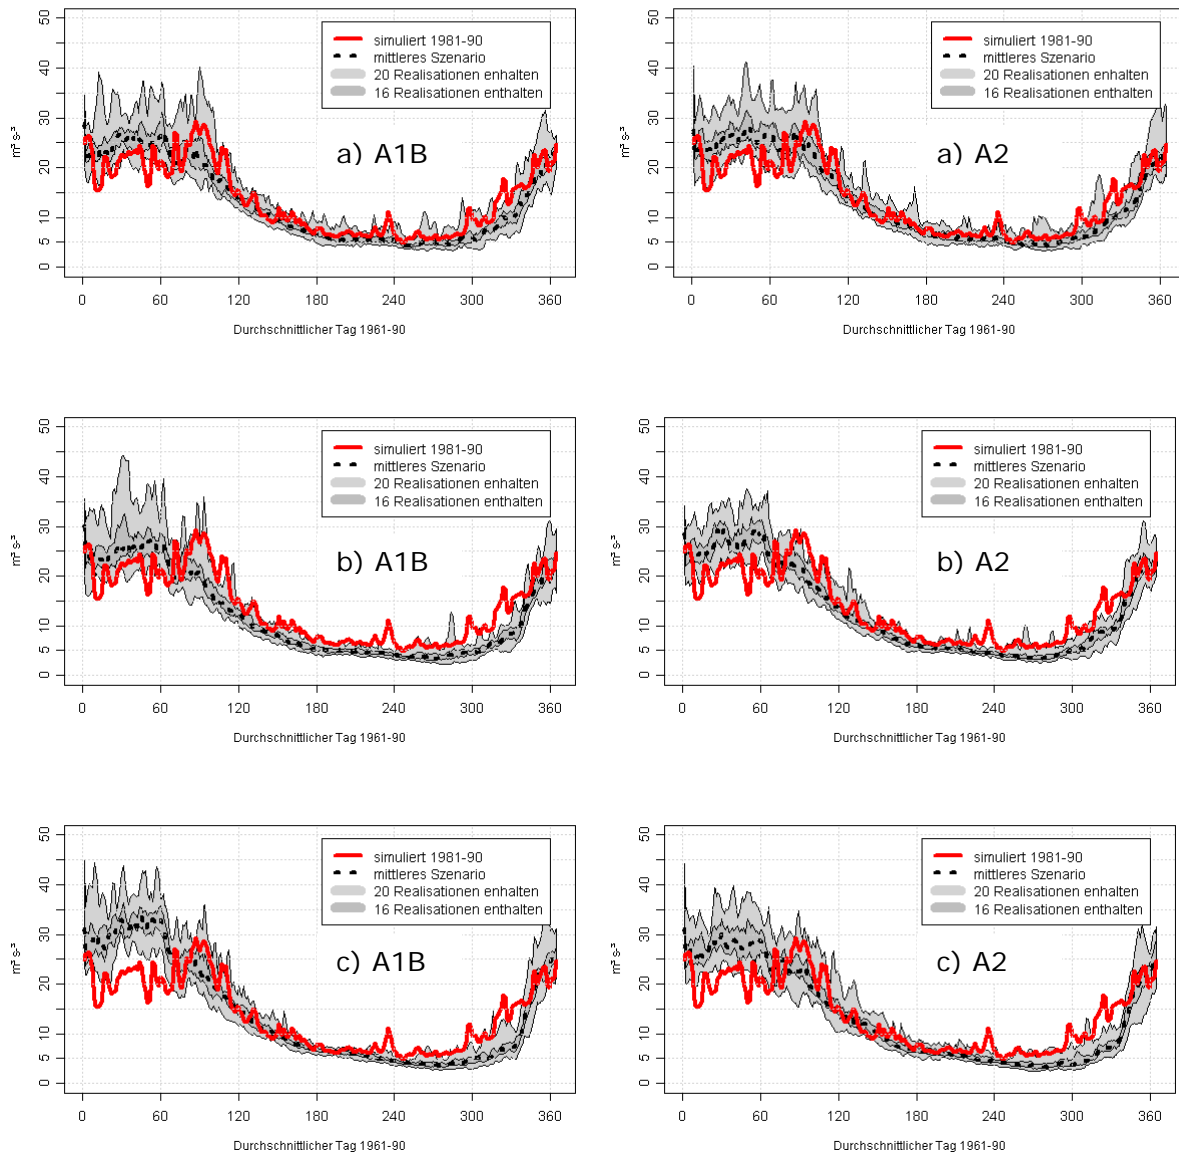 0 5 10 20 30 40 50
m³ s-³
simuliert 1981-90
mittleres Szenario
20 Realisationen enhalten
16 Realisationen enthalten
a) A1B
0 60 120 180 240 300 360
Durchschnittlicher Tag 1961-90
0 5 10 20 30 40 50
m³ s-³
simuliert 1981-90
mittleres Szenario
20 Realisationen enhalten
16 Realisationen enthalten
a) A2
0 60 120 180 240 300 360
Durchschnittlicher Tag 1961-90
0 5 10 20 30 40 50
m³ s-³
simuliert 1981-90
mittleres Szenario
20 Realisationen enhalten
16 Realisationen enthalten
b) A1B
0 60 120 180 240 300 360
Durchschnittlicher Tag 1961-90
0 5 10 20 30 40 50
m³ s-³
simuliert 1981-90
mittleres Szenario
20 Realisationen enhalten
16 Realisationen enthalten
b) A2
0 60 120 180 240 300 360
Durchschnittlicher Tag 1961-90
0 5 10 20 30 40 50
m³ s-³
simuliert 1981-90
mittleres Szenario
20 Realisationen enhalten
16 Realisationen enthalten
c) A1B
0 60 120 180 240 300 360
Durchschnittlicher Tag 1961-90
0 5 10 20 30 40 50
m³ s-³
simuliert 1981-90
mittleres Szenario
20 Realisationen enhalten
16 Realisationen enthalten
c) A2
0 60 120 180 240 300 360
Durchschnittlicher Tag 1961-90